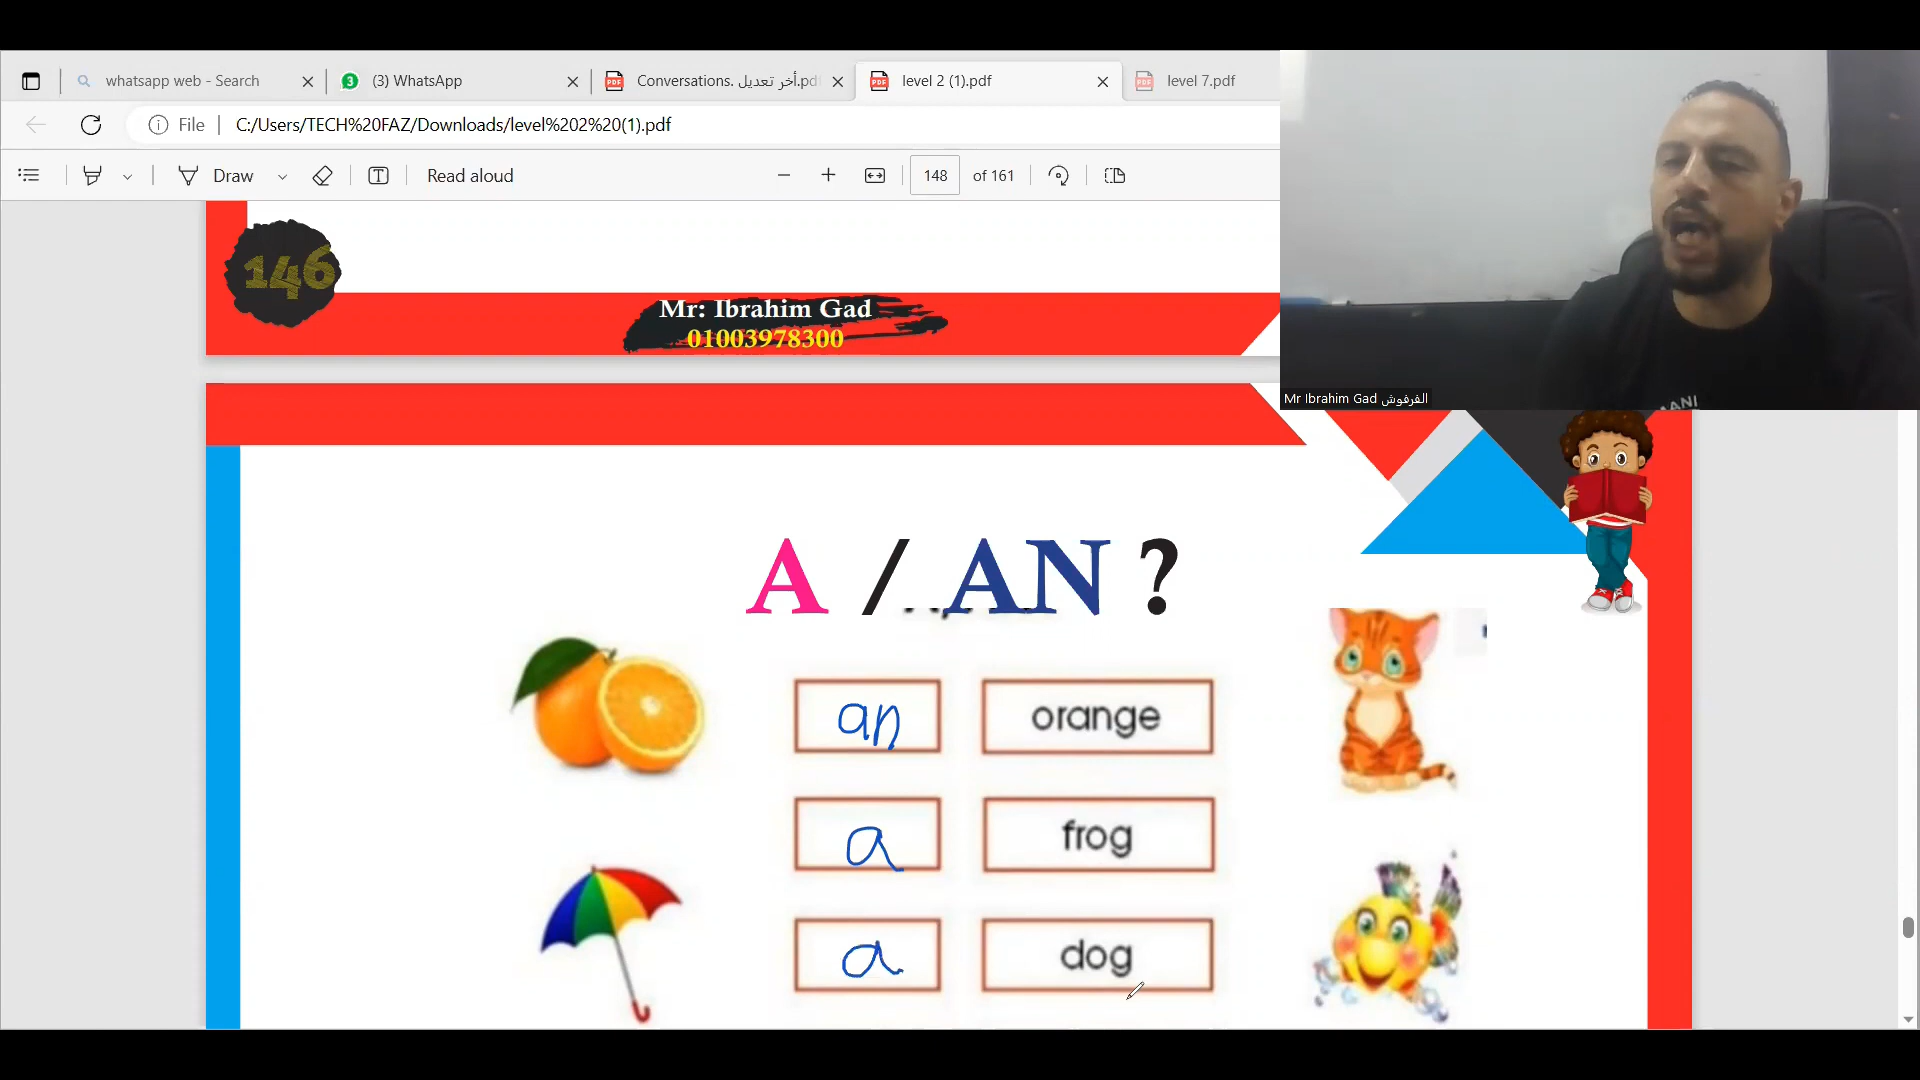 whatsapp web - Search
(3) WhatsApp
Conversations. أخر تعديل.pd
level 2 (1).pdf
level 7.pdf
File
C:/Users/TECH%20FAZ/Downloads/level%202%20(1).pdf
Draw
Read aloud
148 of 161
146
Mr: Ibrahim Gad
01003978300
Mr Ibrahim Gad الفرفوش
A / AN ?
an orange
a frog
a dog